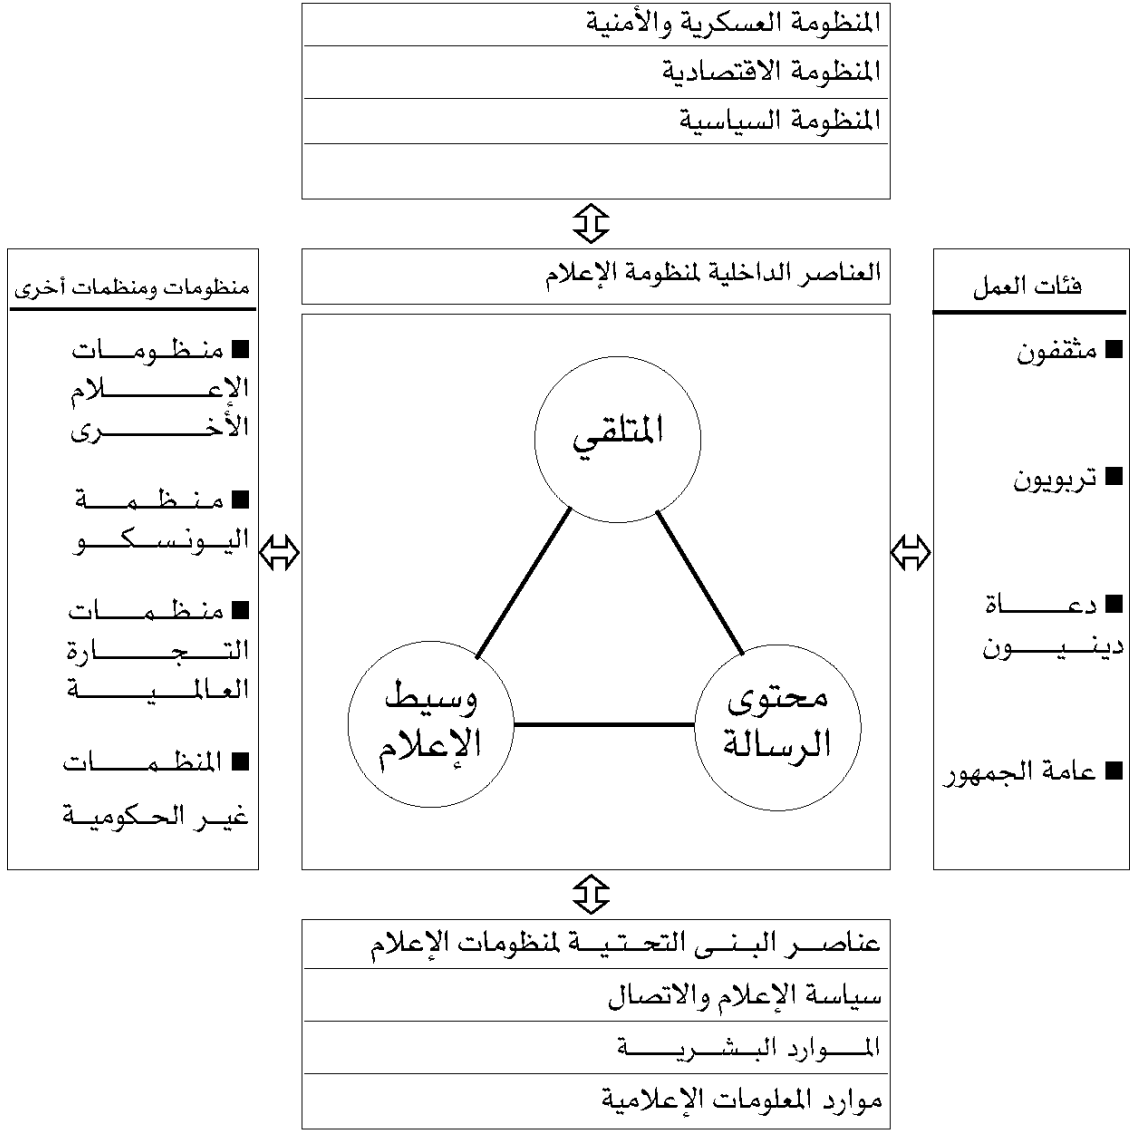 المنظومة العسكرية والأمنية
المنظومة الاقتصادية
المنظومة السياسية
العناصر الداخلية لمنظومة الإعلام
فئات العمل
■ مثقفون
■ تربويون
■ دعاة
دينيون
■ عامة الجمهور
المتلقي
محتوى
الرسالة
وسيط
الإعلام
منظومات ومنظمات أخرى
■ منظومات
الإعلام
الأخرى
■ منظمة
اليونسكو
■ منظمات
التجارة
العالمية
■ المنظمات
غير الحكومية
عناصر البنى التحتية لمنظومات الإعلام
سياسة الإعلام والاتصال
الموارد البشرية
موارد المعلومات الإعلامية